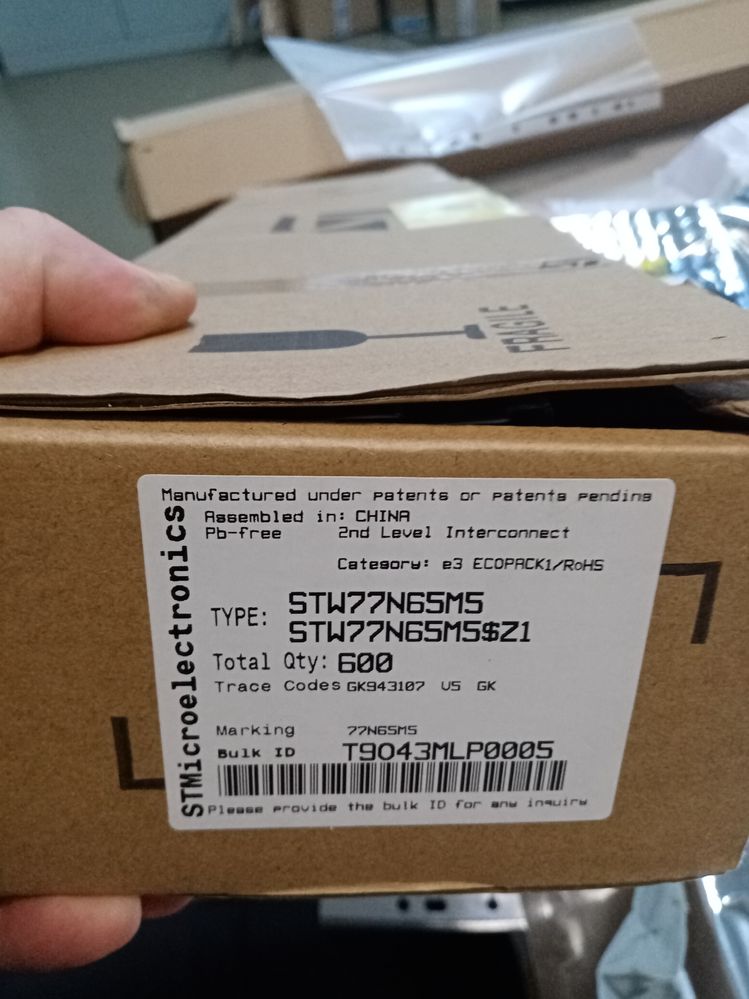 FRAGILE
Manufactured under patents or patents pending
Assembled in: CHINA
Pb-free 2nd Level Interconnect
Category: e3 ECOPACK1/RoHS
TYPE: STW77N65M5
STW77N65M5$Z1
Total Qty: 600
Trace Codes GK943107 V5 GK
Marking 77N65M5
Bulk ID T9043MLP0005
Please provide the bulk ID for any inquiry
STMicroelectronics